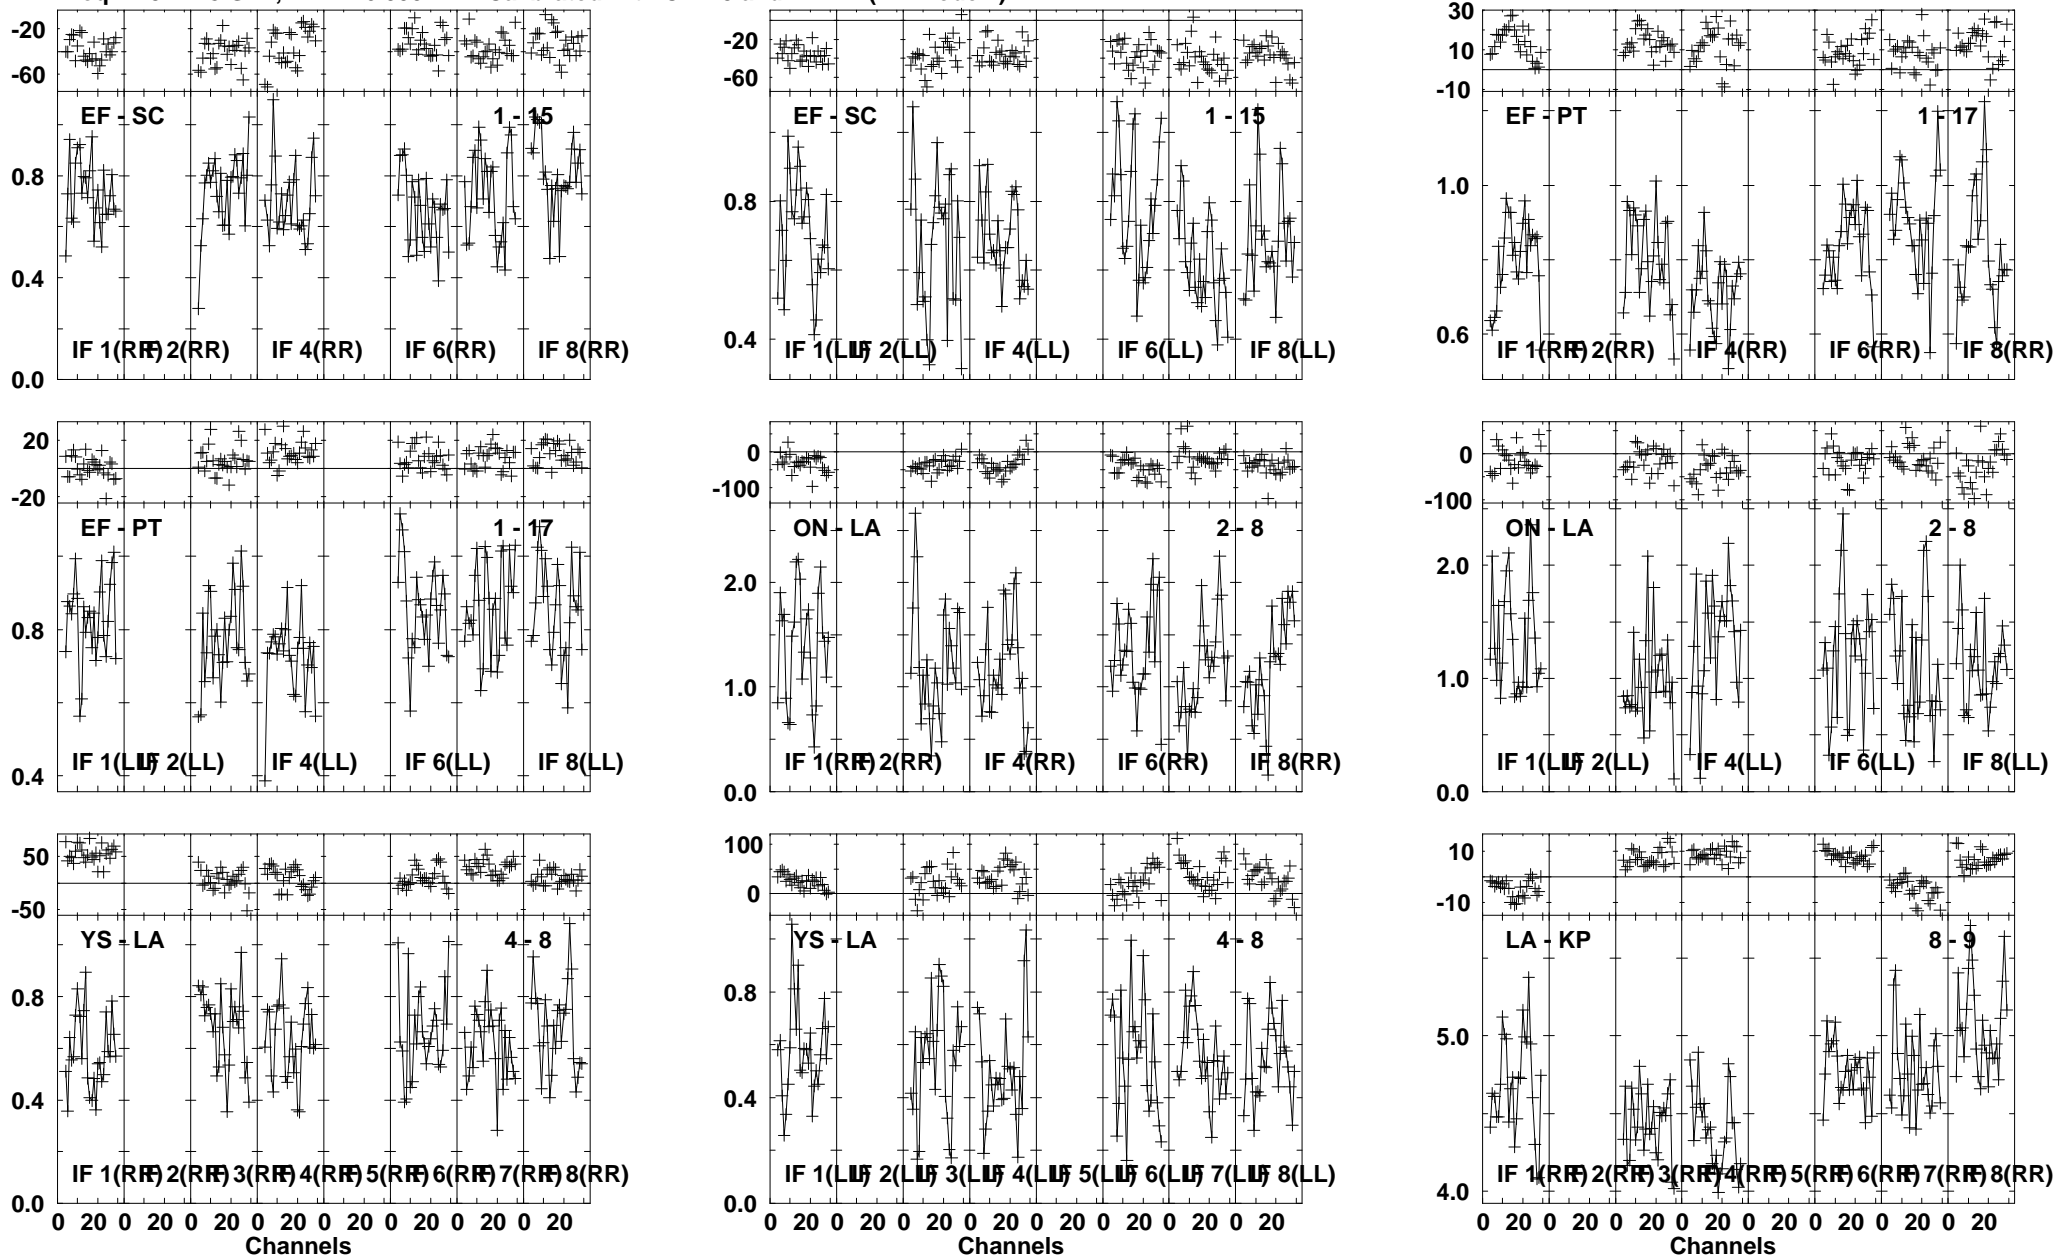 -20 -20 30
-60 -60 10
-10
EF - SC 1 - 15 EF - SC 1 - 15 EF - PT 1 - 17
0.8 0.8 1.0
0.4 0.4 0.6
IF 1(RR) IF 2(RR) IF 4(RR) IF 6(RR) IF 8(RR) IF 1(LL) IF 2(LL) IF 4(LL) IF 6(LL) IF 8(LL) IF 1(RR) IF 2(RR) IF 4(RR) IF 6(RR) IF 8(RR)
0.0
20 0 0
-20 -100 -100
EF - PT 1 - 17 ON - LA 2 - 8 ON - LA 2 - 8
0.8 2.0 2.0
1.0 1.0
IF 1(LL) IF 2(LL) IF 4(LL) IF 6(LL) IF 8(LL) IF 1(RR) IF 2(RR) IF 4(RR) IF 6(RR) IF 8(RR) IF 1(LL) IF 2(LL) IF 4(LL) IF 6(LL) IF 8(LL)
0.4 0.0 0.0
50 100 10
-50 0 -10
YS - LA 4 - 8 YS - LA 4 - 8 LA - KP 8 - 9
0.8 0.8 5.0
0.4 0.4
IF 1(RR) IF 2(RR) IF 3(RR) IF 4(RR) IF 5(RR) IF 6(RR) IF 7(RR) IF 8(RR) IF 1(LL) IF 2(LL) IF 3(LL) IF 4(LL) IF 5(LL) IF 6(LL) IF 7(LL) IF 8(LL) IF 1(RR) IF 2(RR) IF 3(RR) IF 4(RR) IF 5(RR) IF 6(RR) IF 7(RR) IF 8(RR)
0.0 0.0 4.0
0 20 0 20 0 20 0 20 0 20 0 20 0 20 0 20 0 20 0 20 0 20 0 20 0 20 0 20 0 20 0 20 0 20 0 20 0 20 0 20 0 20 0 20 0 20 0 20
Channels Channels Channels